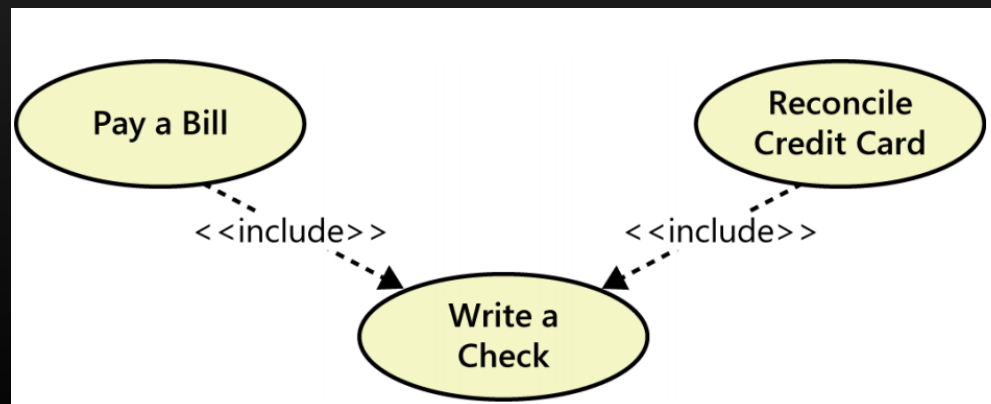 Pay a Bill
Reconcile
Credit Card
<<include>>
<<include>>
Write a
Check